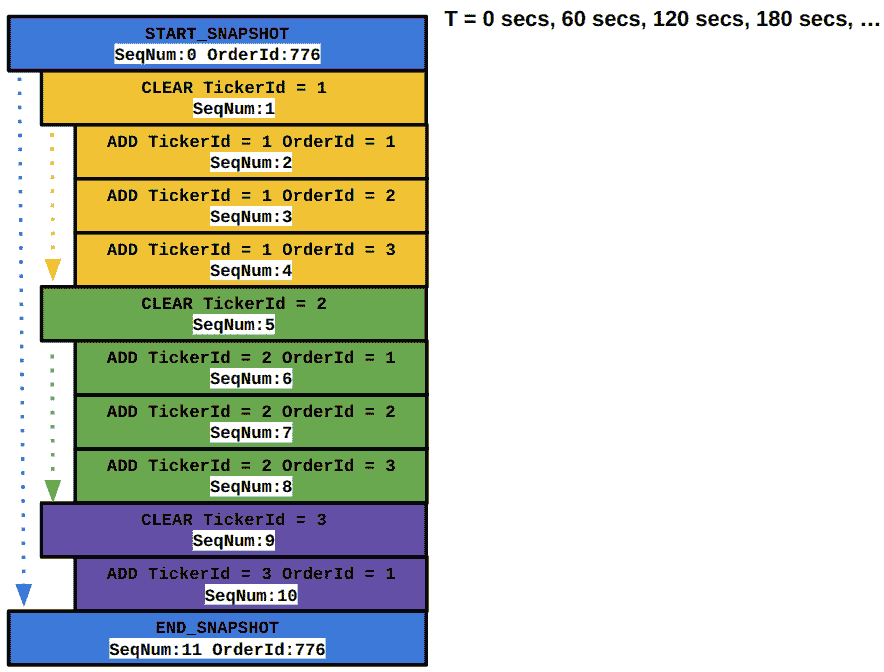 T = 0 secs, 60 secs, 120 secs, 180 secs, ...
START_SNAPSHOT
SeqNum:0 OrderId:776
CLEAR TickerId = 1
SeqNum:1
ADD TickerId = 1 OrderId = 1
SeqNum:2
ADD TickerId = 1 OrderId = 2
SeqNum:3
ADD TickerId = 1 OrderId = 3
SeqNum:4
CLEAR TickerId = 2
SeqNum:5
ADD TickerId = 2 OrderId = 1
SeqNum:6
ADD TickerId = 2 OrderId = 2
SeqNum:7
ADD TickerId = 2 OrderId = 3
SeqNum:8
CLEAR TickerId = 3
SeqNum:9
ADD TickerId = 3 OrderId = 1
SeqNum:10
END_SNAPSHOT
SeqNum:11 OrderId:776